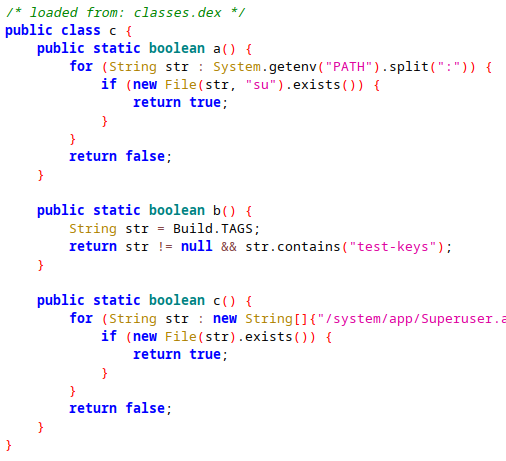 /* loaded from: classes.dex */
public class c {
    public static boolean a() {
        for (String str : System.getenv("PATH").split(":")) {
            if (new File(str, "su").exists()) {
                return true;
            }
        }
        return false;
    }

    public static boolean b() {
        String str = Build.TAGS;
        return str != null && str.contains("test-keys");
    }

    public static boolean c() {
        for (String str : new String[]{"/system/app/Superuser.a
            if (new File(str).exists()) {
                return true;
            }
        }
        return false;
    }
}